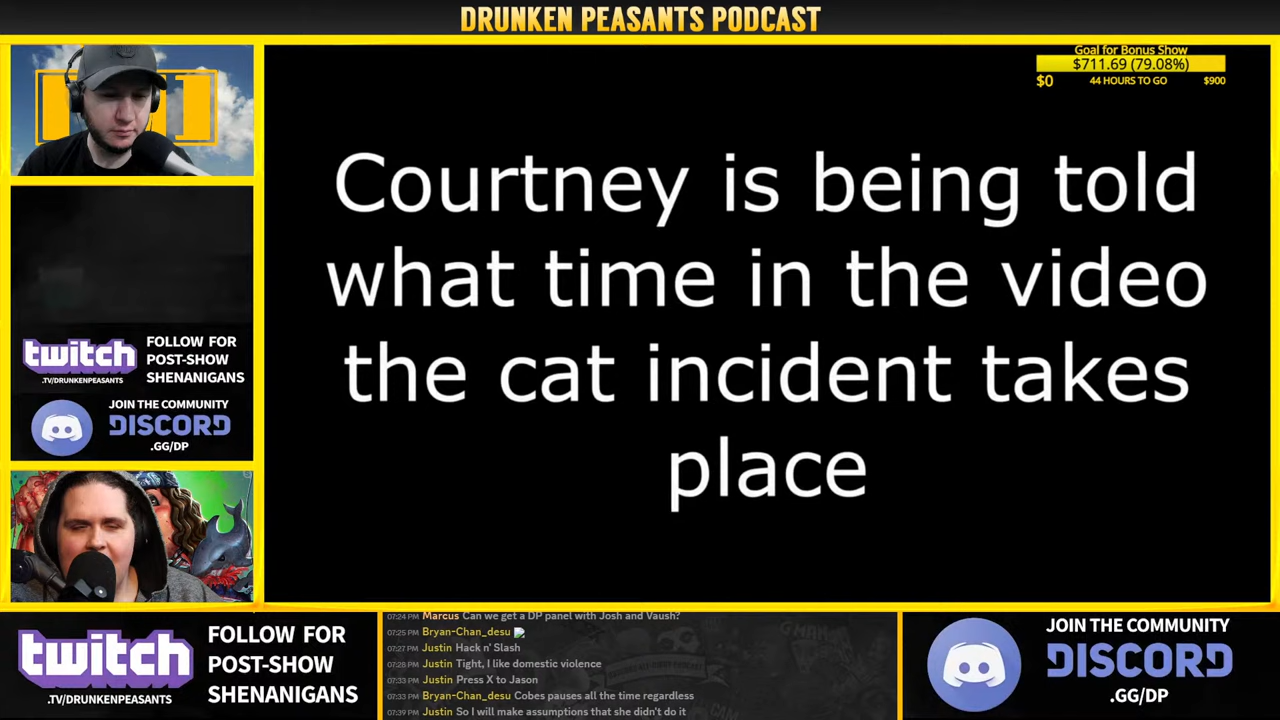 DRUNKEN PEASANTS PODCAST
Goal for Bonus Show
$711.69 (79.08%)
$0 44 HOURS TO GO $900
Courtney is being told
what time in the video
the cat incident takes
place
twitch
.TV/DRUNKENPEASANTS
FOLLOW FOR
POST-SHOW
SHENANIGANS
JOIN THE COMMUNITY
DISCORD
.GG/DP
twitch
.TV/DRUNKENPEASANTS
FOLLOW FOR
POST-SHOW
SHENANIGANS
07:24 PM Marcus Can we get a DP panel with Josh and Vaush?
07:25 PM Bryan-Chan_desu
07:27 PM Justin Hack n' Slash
07:28 PM Justin Tight, I like domestic violence
07:33 PM Justin Press X to Jason
07:33 PM Bryan-Chan_desu Cobes pauses all the time regardless
07:39 PM Justin So I will make assumptions that she didn't do it
JOIN THE COMMUNITY
DISCORD
.GG/DP